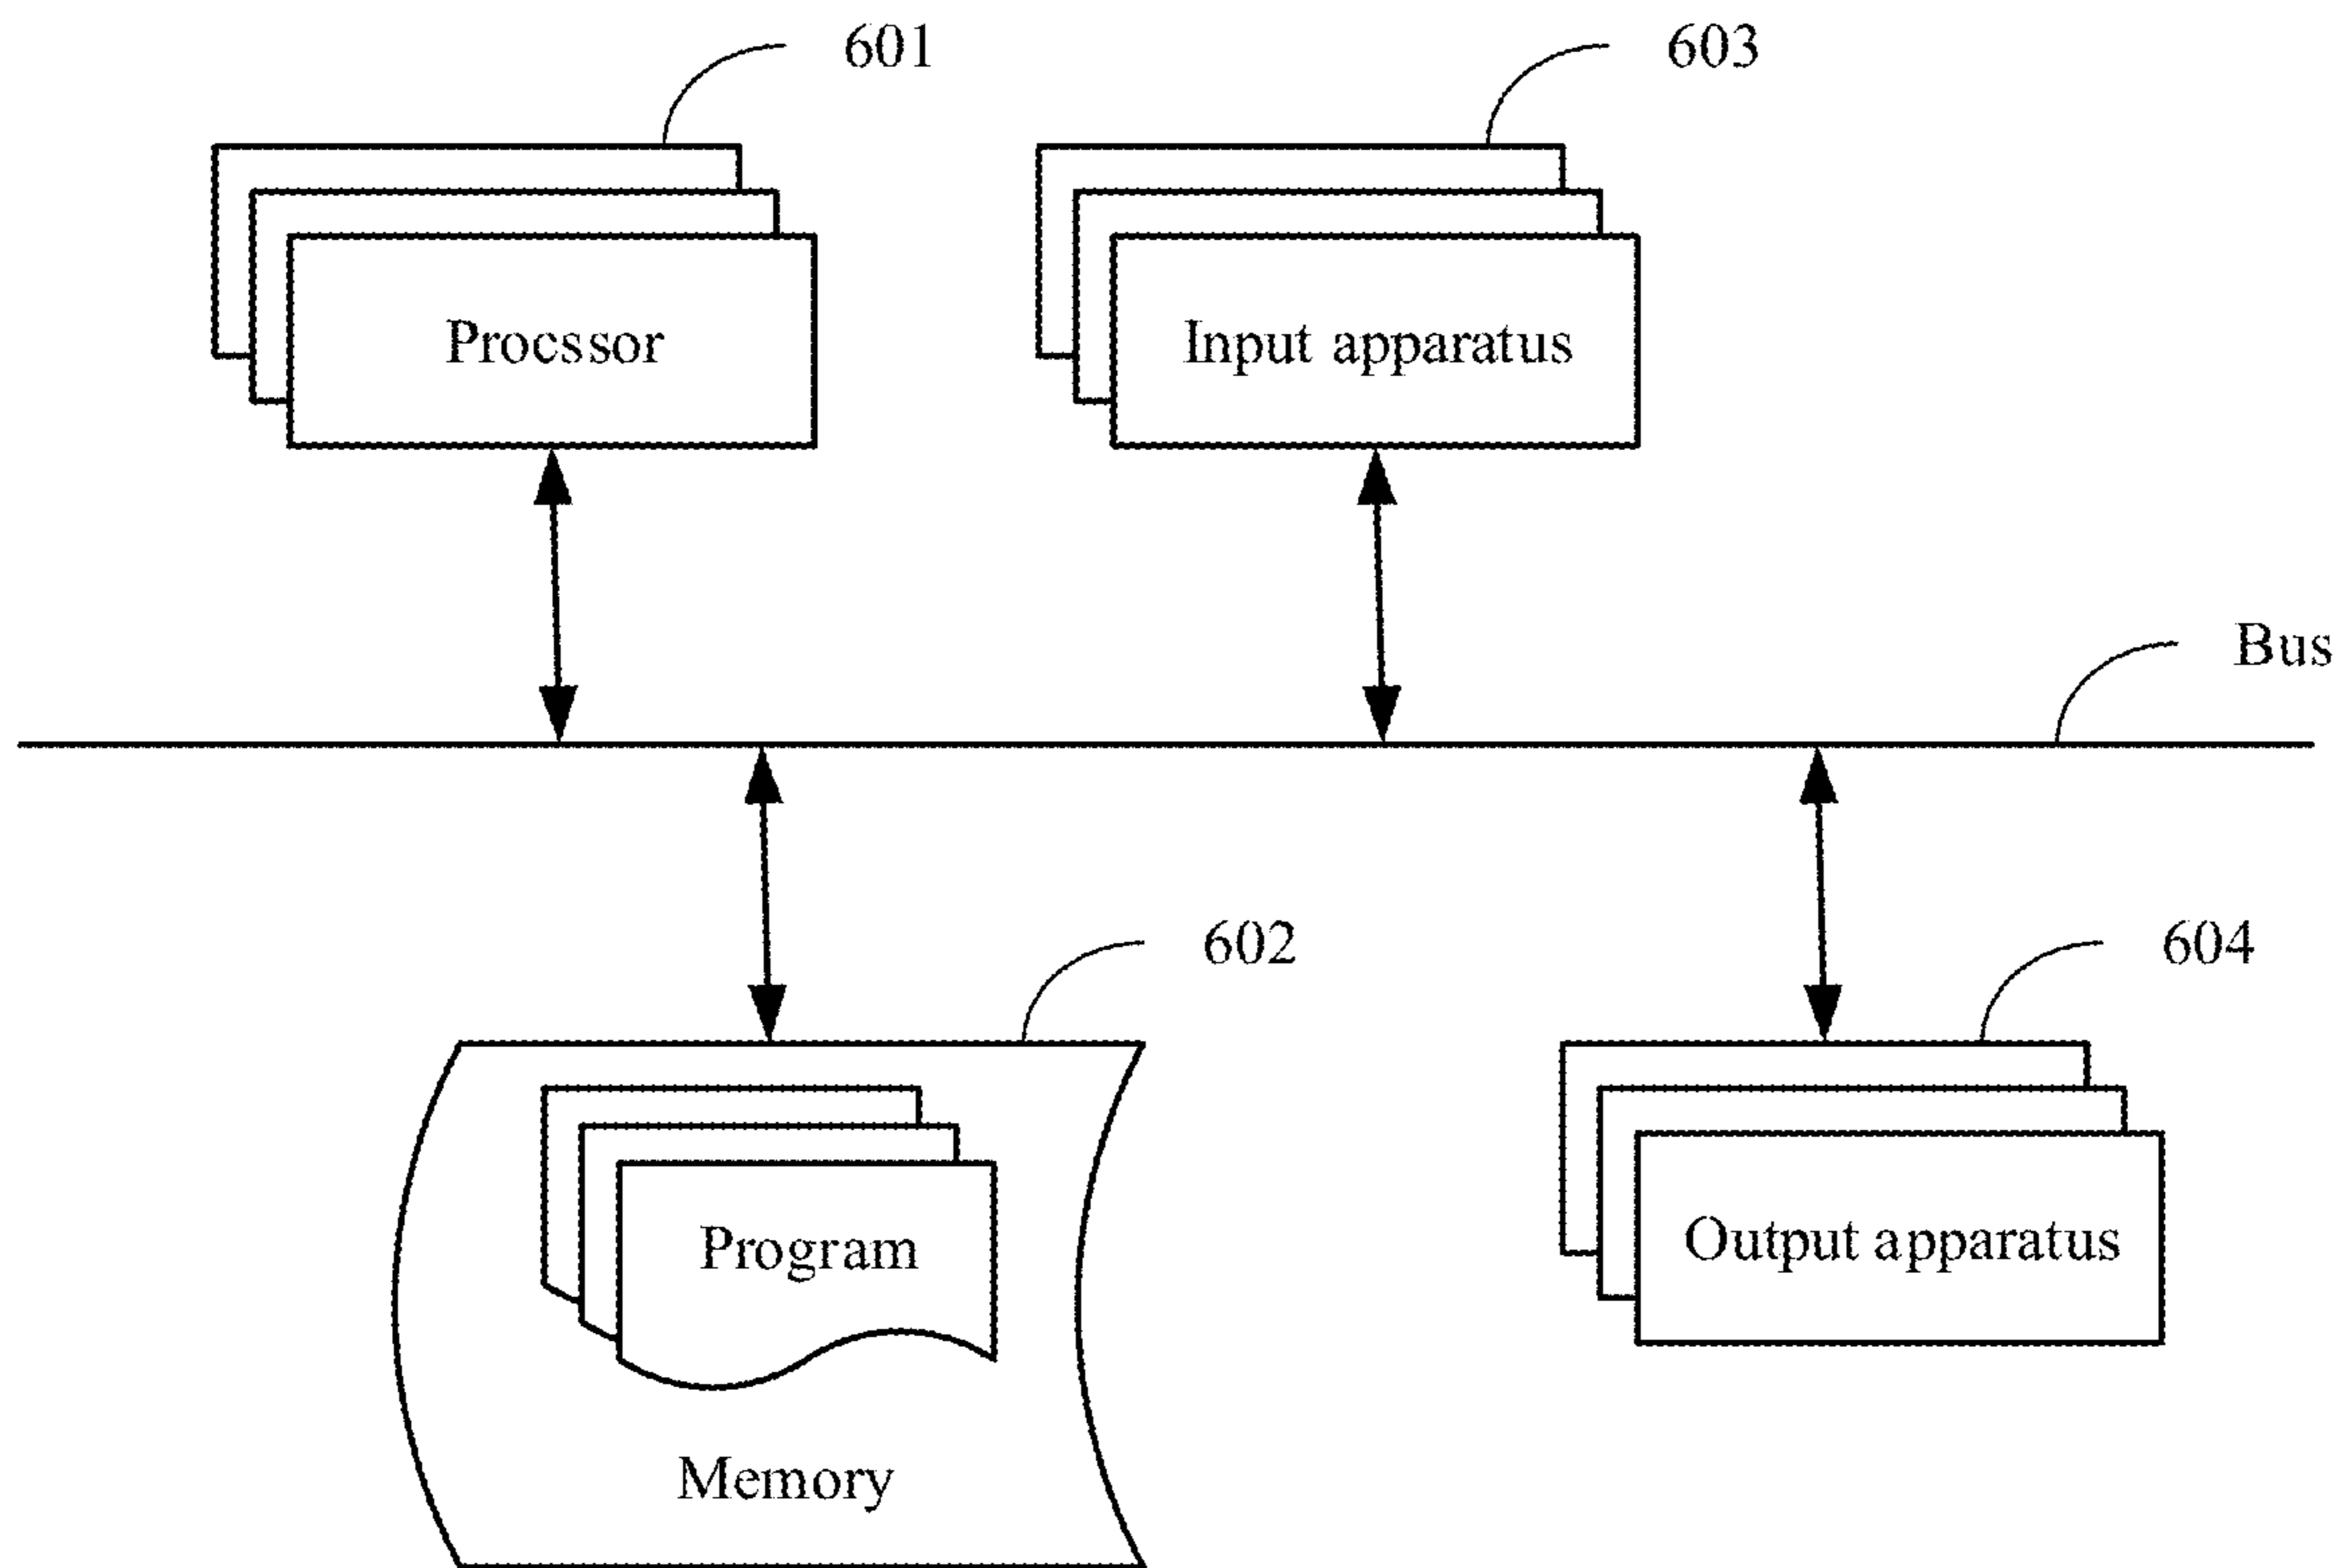 601
603
Procssor
Input apparatus
Bus
602
604
Program
Output apparatus
Memory